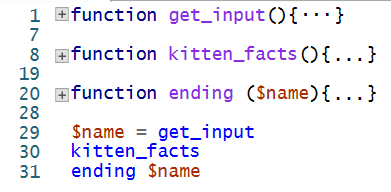 1 function get_input(){···}
7
8 function kitten_facts(){...}
19
20 function ending ($name){...}
28
29 $name = get_input
30 kitten_facts
31 ending $name